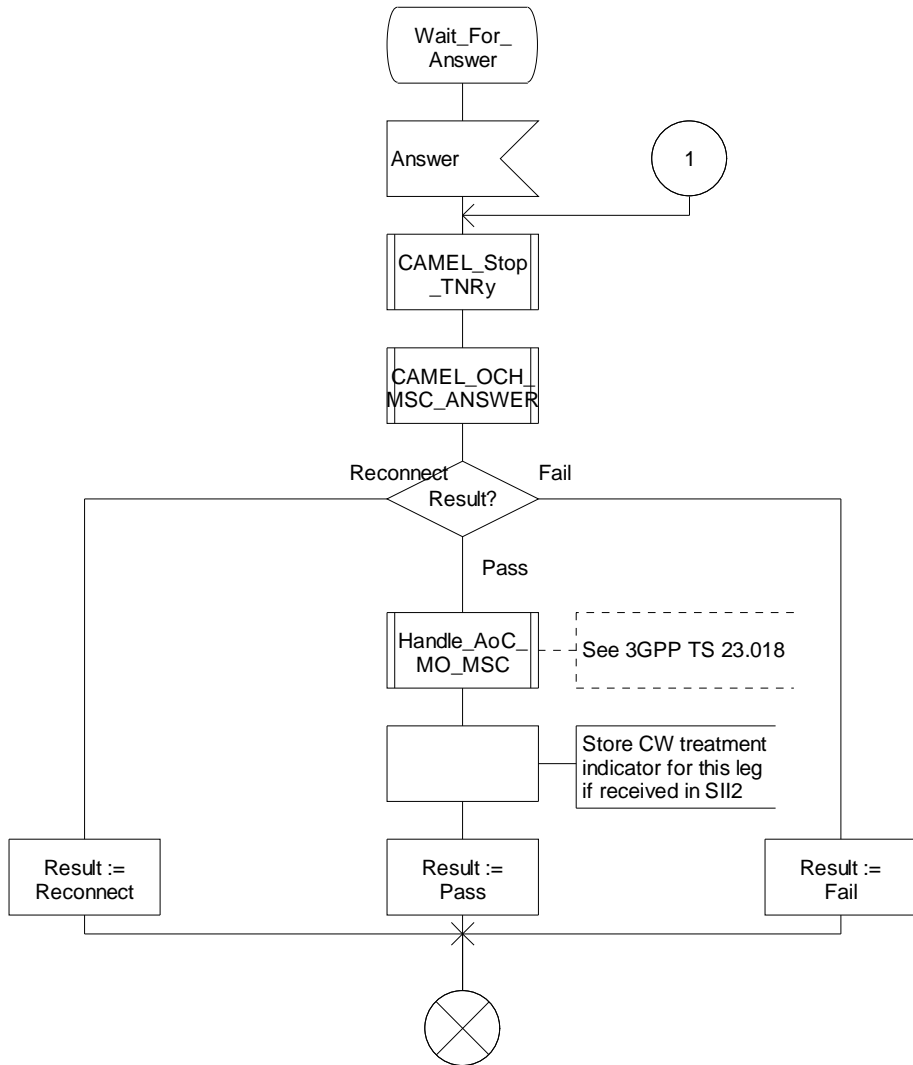 Wait_For_
Answer
Answer
1
CAMEL_Stop
_TNRy
CAMEL_OCH_
MSC_ANSWER
Reconnect
Fail
Result?
Pass
Handle_AoC_
MO_MSC
See 3GPP TS 23.018
Store CW treatment
indicator for this leg
if received in SII2
Result :=
Reconnect
Result :=
Pass
Result :=
Fail